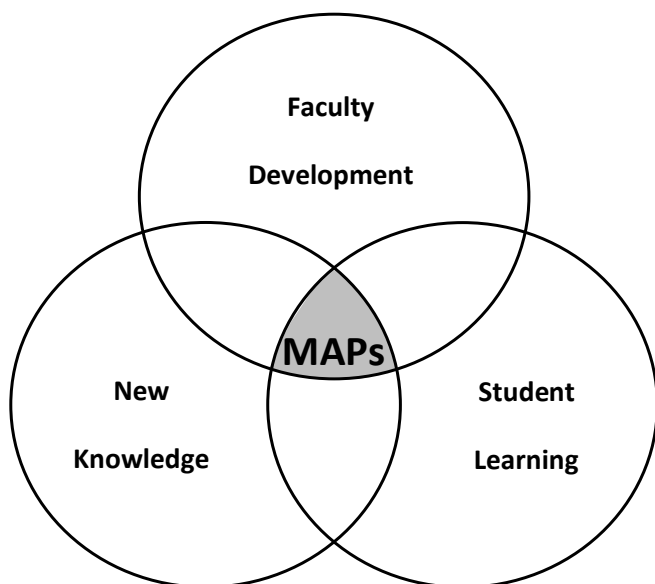 Faculty
Development
MAPs
New
Knowledge
Student
Learning